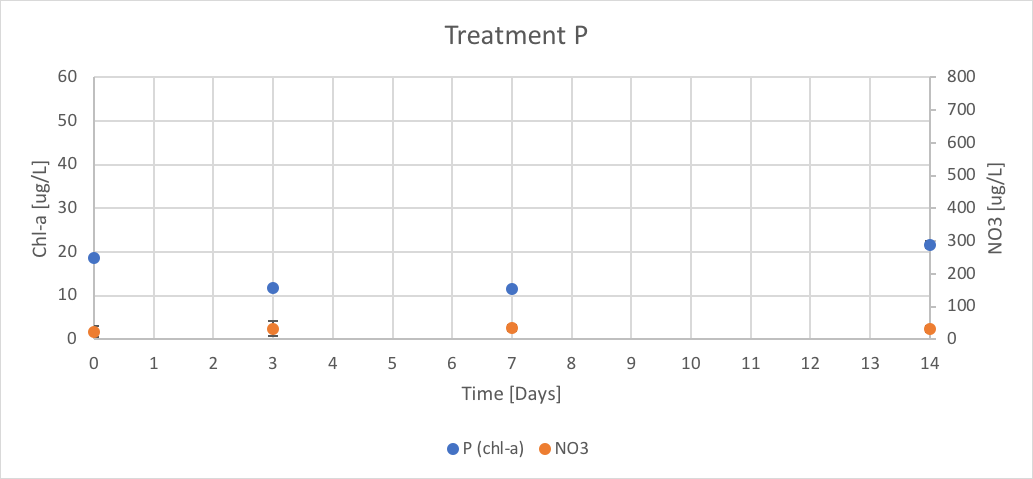 Treatment P
60
50
40
30
20
10
0
Chl-a [ug/L]
800
700
600
500
400
300
200
100
0
NO3 [ug/L]
0 1 2 3 4 5 6 7 8 9 10 11 12 13 14
Time [Days]
P (chl-a) NO3